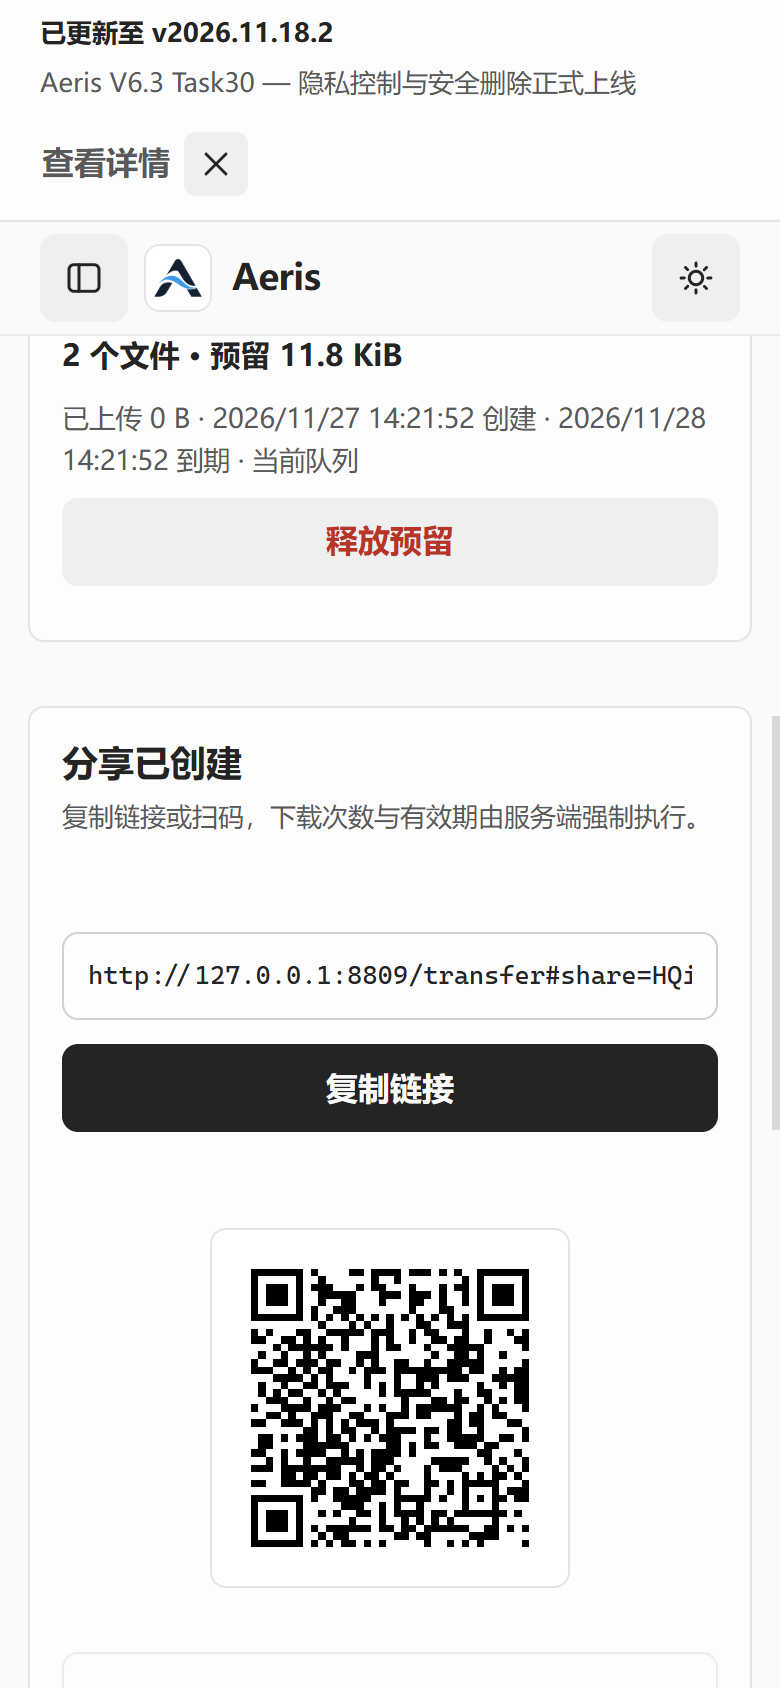 已更新至 v2026.11.18.2
Aeris V6.3 Task30 — 隐私控制与安全删除正式上线
查看详情
Aeris
2 个文件 • 预留 11.8 KiB
已上传 0 B · 2026/11/27 14:21:52 创建 · 2026/11/28
14:21:52 到期 · 当前队列
释放预留
分享已创建
复制链接或扫码，下载次数与有效期由服务端强制执行。
http://127.0.0.1:8809/transfer#share=HQi
复制链接